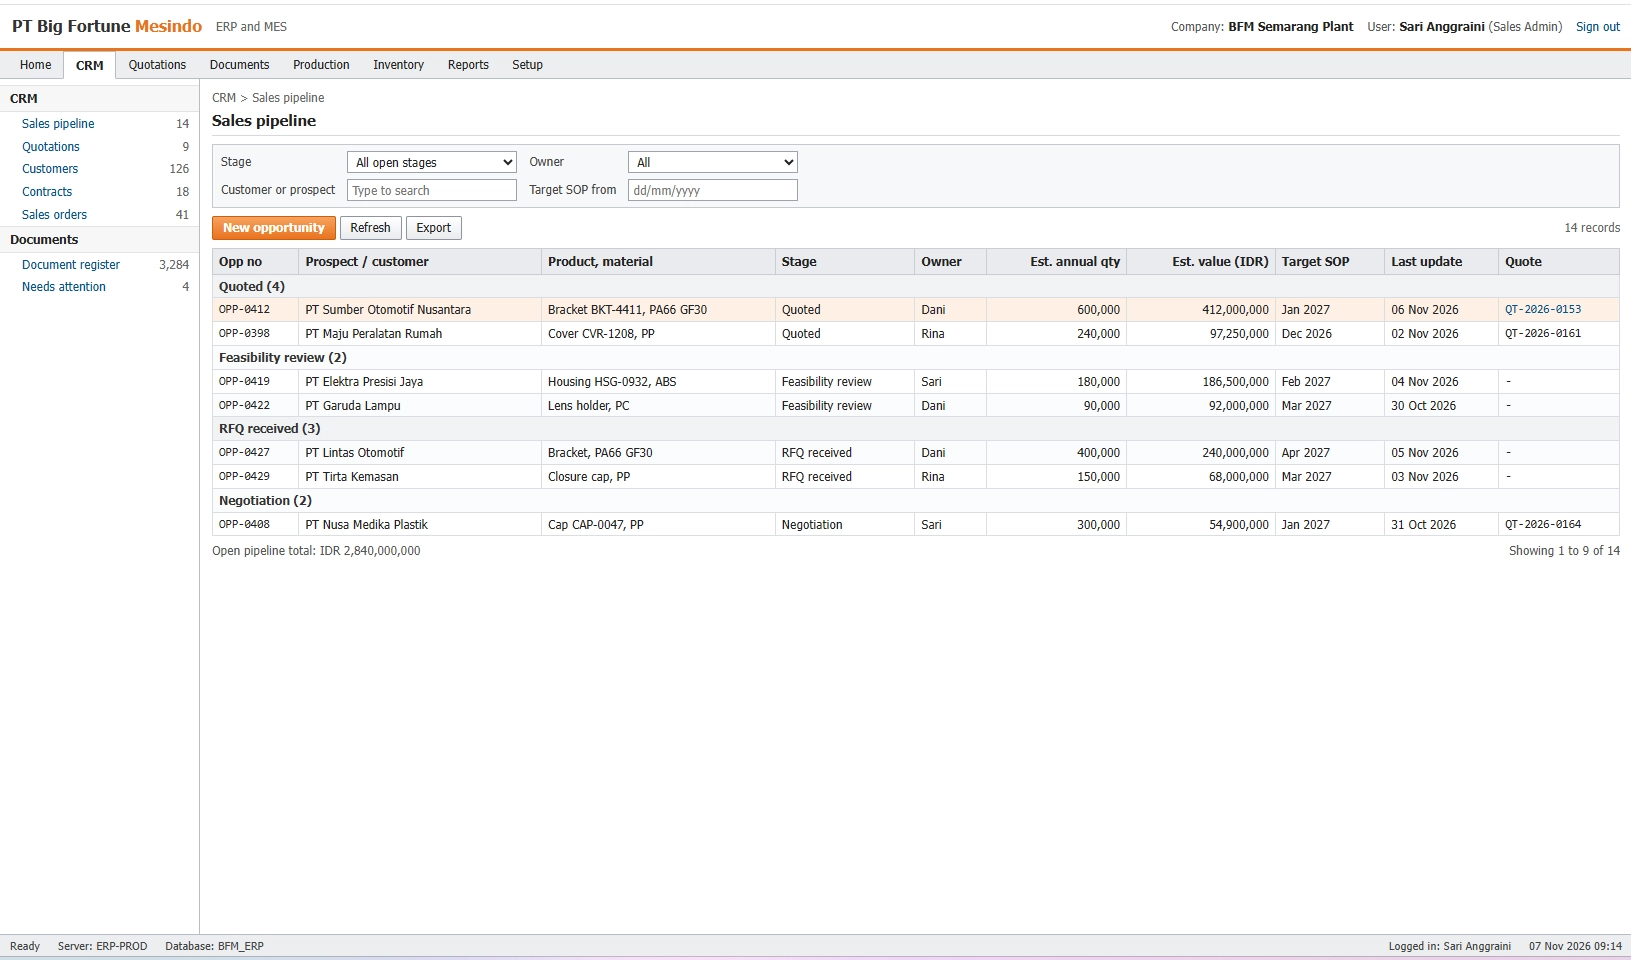 PT Big Fortune Mesindo ERP and MES Company: BFM Semarang Plant User: Sari Anggraini (Sales Admin) Sign out
Home CRM Quotations Documents Production Inventory Reports Setup
CRM
Sales pipeline 14
Quotations 9
Customers 126
Contracts 18
Sales orders 41
Documents
Document register 3,284
Needs attention 4
CRM > Sales pipeline
Sales pipeline
Stage All open stages Owner All
Customer or prospect Type to search Target SOP from dd/mm/yyyy
New opportunity Refresh Export 14 records
Opp no Prospect / customer Product, material Stage Owner Est. annual qty Est. value (IDR) Target SOP Last update Quote
Quoted (4)
OPP-0412 PT Sumber Otomotif Nusantara Bracket BKT-4411, PA66 GF30 Quoted Dani 600,000 412,000,000 Jan 2027 06 Nov 2026 QT-2026-0153
OPP-0398 PT Maju Peralatan Rumah Cover CVR-1208, PP Quoted Rina 240,000 97,250,000 Dec 2026 02 Nov 2026 QT-2026-0161
Feasibility review (2)
OPP-0419 PT Elektra Presisi Jaya Housing HSG-0932, ABS Feasibility review Sari 180,000 186,500,000 Feb 2027 04 Nov 2026 -
OPP-0422 PT Garuda Lampu Lens holder, PC Feasibility review Dani 90,000 92,000,000 Mar 2027 30 Oct 2026 -
RFQ received (3)
OPP-0427 PT Lintas Otomotif Bracket, PA66 GF30 RFQ received Dani 400,000 240,000,000 Apr 2027 05 Nov 2026 -
OPP-0429 PT Tirta Kemasan Closure cap, PP RFQ received Rina 150,000 68,000,000 Mar 2027 03 Nov 2026 -
Negotiation (2)
OPP-0408 PT Nusa Medika Plastik Cap CAP-0047, PP Negotiation Sari 300,000 54,900,000 Jan 2027 31 Oct 2026 QT-2026-0164
Open pipeline total: IDR 2,840,000,000 Showing 1 to 9 of 14
Ready Server: ERP-PROD Database: BFM_ERP Logged in: Sari Anggraini 07 Nov 2026 09:14